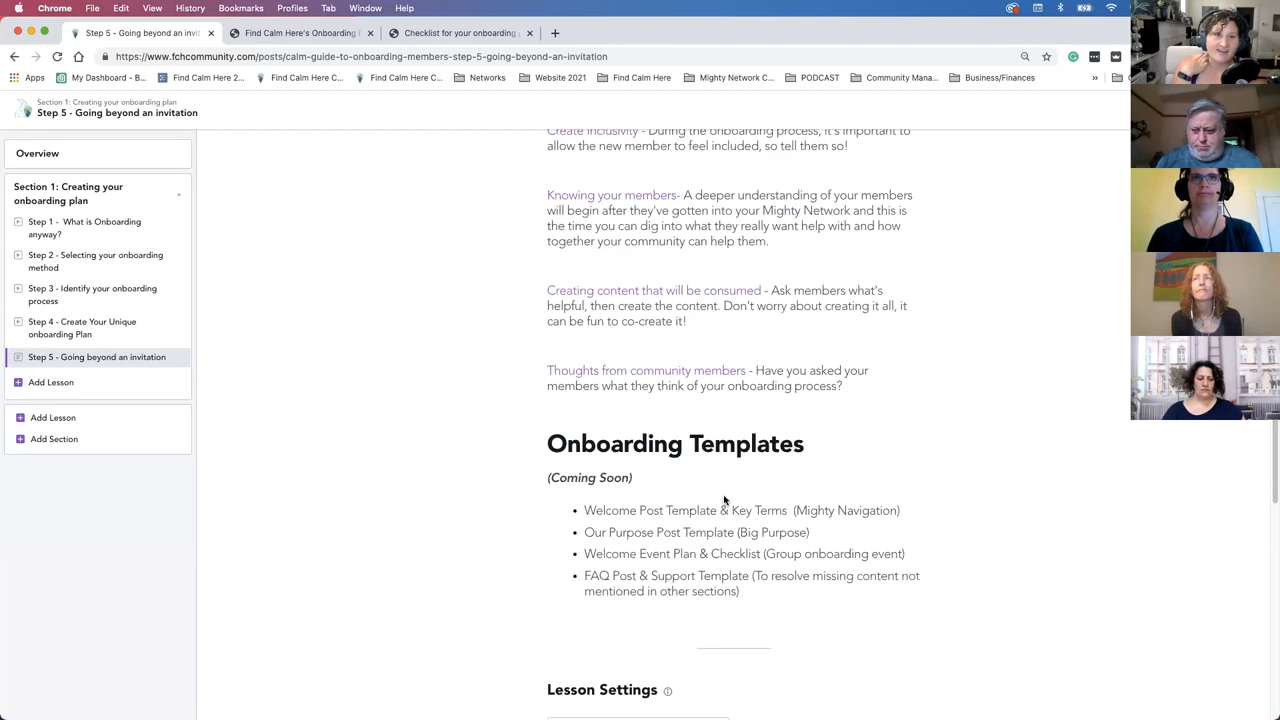 Bookmarks Profiles Tab Window Help
Step 5 - Going beyond an invit
Find Calm Here's Onboarding
Checklist for your onboarding
https://www.fchcommunity.com/posts/calm-guide-to-onboarding-members-step-5-going-beyond-an-invitation
Apps My Dashboard - B... Find Calm Here 2... Find Calm Here C... Find Calm Here C... Networks Website 2021 Find Calm Here Mighty Network C... PODCAST Community Mana... Business/Finances »
Section 1: Creating your onboarding plan
Step 5 - Going beyond an invitation
Overview
Section 1: Creating your
onboarding plan
Step 1 - What is Onboarding
anyway?
Step 2 - Selecting your onboarding
method
Step 3 - Identify your onboarding
process
Step 4 - Create Your Unique
onboarding Plan
Step 5 - Going beyond an invitation
Add Lesson
Add Lesson
Add Section
Create Inclusivity - During the onboarding process, it's important to
allow the new member to feel included, so tell them so!
Knowing your members- A deeper understanding of your members
will begin after they've gotten into your Mighty Network and this is
the time you can dig into what they really want help with and how
together your community can help them.
Creating content that will be consumed - Ask members what's
helpful, then create the content. Don't worry about creating it all, it
can be fun to co-create it!
Thoughts from community members - Have you asked your
members what they think of your onboarding process?
Onboarding Templates
(Coming Soon)
• Welcome Post Template & Key Terms (Mighty Navigation)
• Our Purpose Post Template (Big Purpose)
• Welcome Event Plan & Checklist (Group onboarding event)
• FAQ Post & Support Template (To resolve missing content not
mentioned in other sections)
Lesson Settings